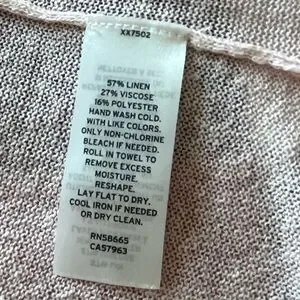 XX7502
57% LINEN
27% VISCOSE
16% POLYESTER
HAND WASH COLD.
WITH LIKE COLORS.
ONLY NON-CHLORINE
BLEACH IF NEEDED.
ROLL IN TOWEL TO
REMOVE EXCESS
MOISTURE.
RESHAPE.
LAY FLAT TO DRY.
COOL IRON IF NEEDED
OR DRY CLEAN.
RN58665
CA57963